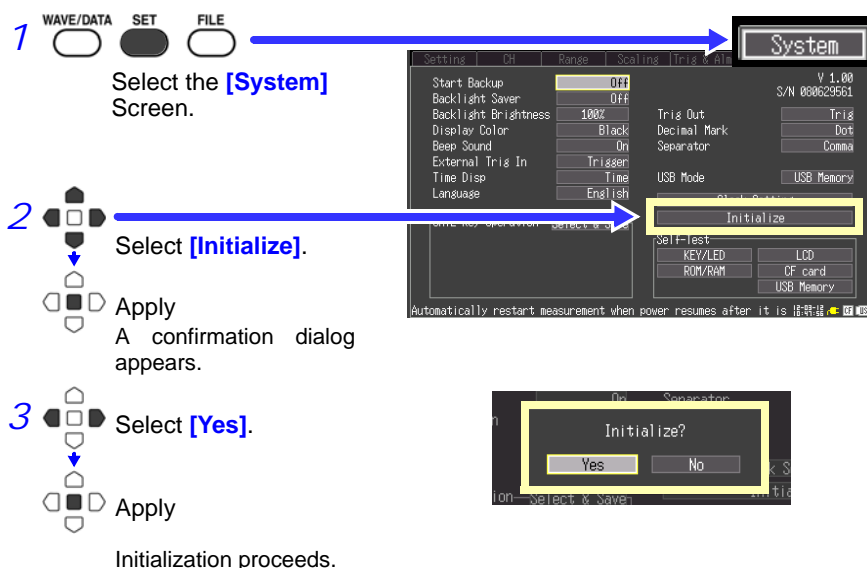 1 WAVE/DATA SET FILE
Select the [System]
Screen.
System
Setting CH Range Scaling Trig & Alm
V 1.00
S/N 080629561
Start Backup Off
Backlight Saver Off
Backlight Brightness 100%
Display Color Black
Beep Sound On
External Trig In Trigger
Time Disp Time
Language English
Trig Out Trig
Decimal Mark Dot
Separator Comma
USB Mode USB Memory
Initialize
Self-Test
KEY/LED LCD
ROM/RAM CF card
USB Memory
Automatically restart measurement when power resumes after it is
2
Select [Initialize].
Apply
A confirmation dialog
appears.
3
Select [Yes].
Apply
Initialization proceeds.
On Separator
Initialize?
Yes No
Select & Save